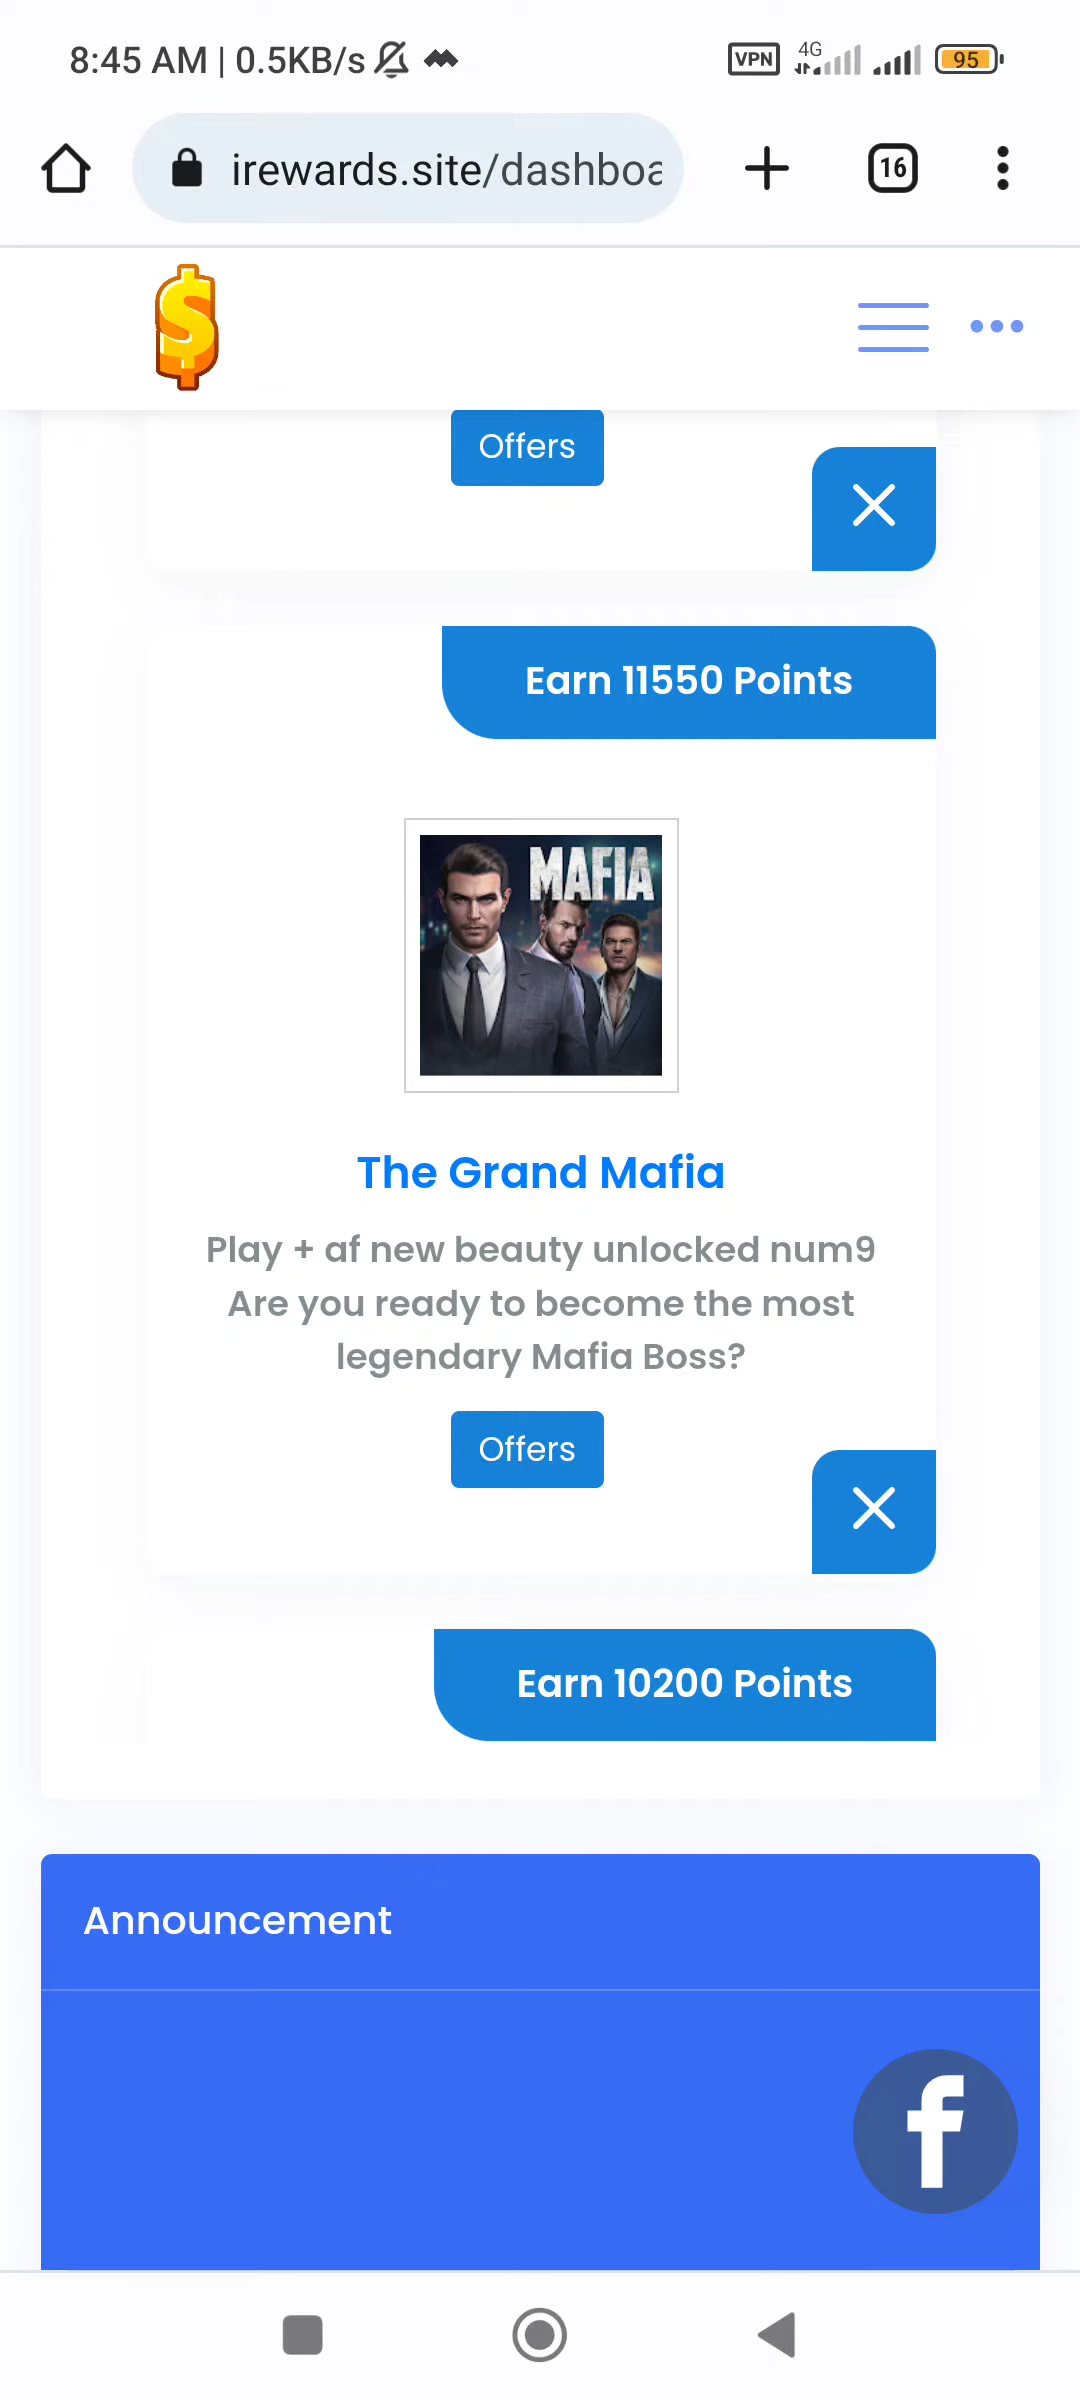 8:45 AM | 0.5KB/s
VPN
4G
95
irewards.site/dashboa
16
Offers
Earn 11550 Points
MAFIA
The Grand Mafia
Play + af new beauty unlocked num9
Are you ready to become the most
legendary Mafia Boss?
Offers
Earn 10200 Points
Announcement